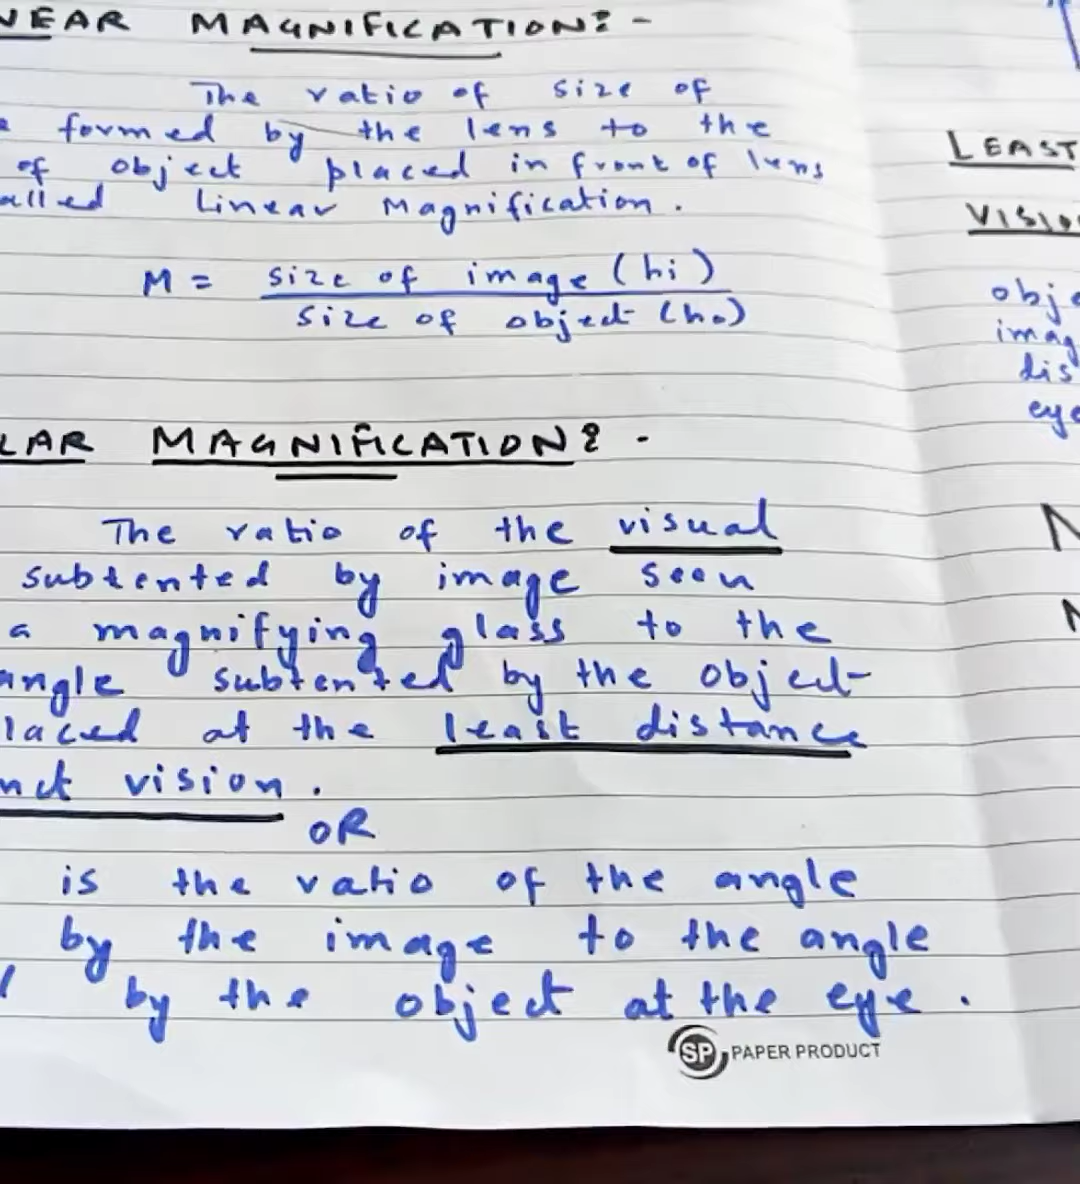 NEAR MAGNIFICATION:-
The ratio of size of
formed by the lens to the
of object placed in front of lens
alled Linear Magnification.
M = size of image (hi)
size of object (ho)
LAR MAGNIFICATION: -
The ratio of the visual
subtented by image seen
a magnifying glass to the
angle subtented by the object
laced at the least distance
nct vision.
OR
is the ratio of the angle
by the image to the angle
by the object at the eye.
SP PAPER PRODUCT
LEAST
VISIO
obje
imag
dis
eye
N